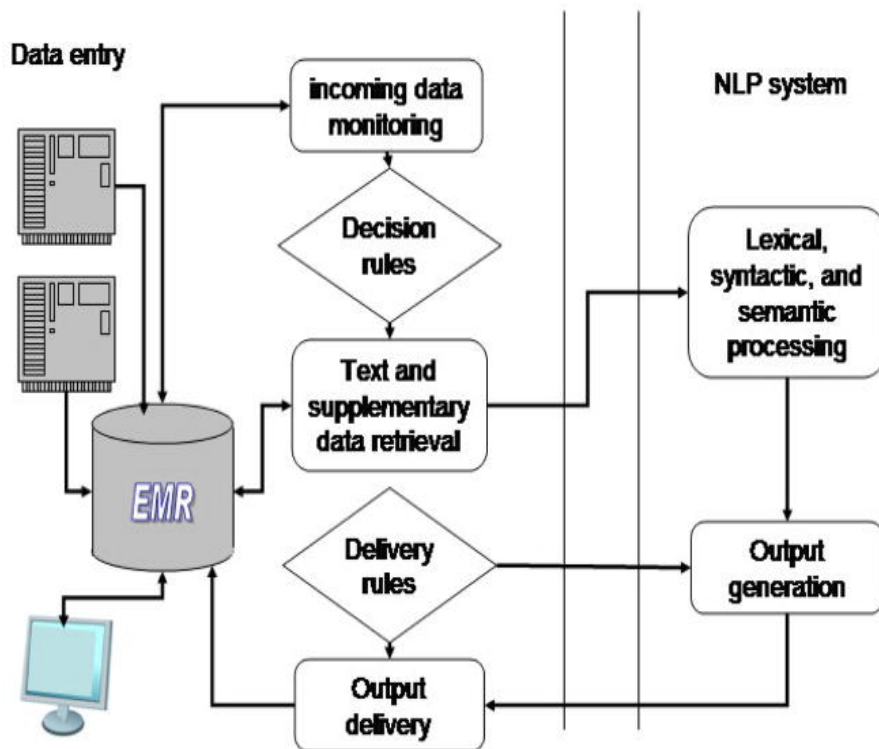 Data entry
incoming data
monitoring
NLP system
Decision
rules
Lexical,
syntactic, and
semantic
processing
Text and
supplementary
data retrieval
EMR
Delivery
rules
Output
generation
Output
delivery